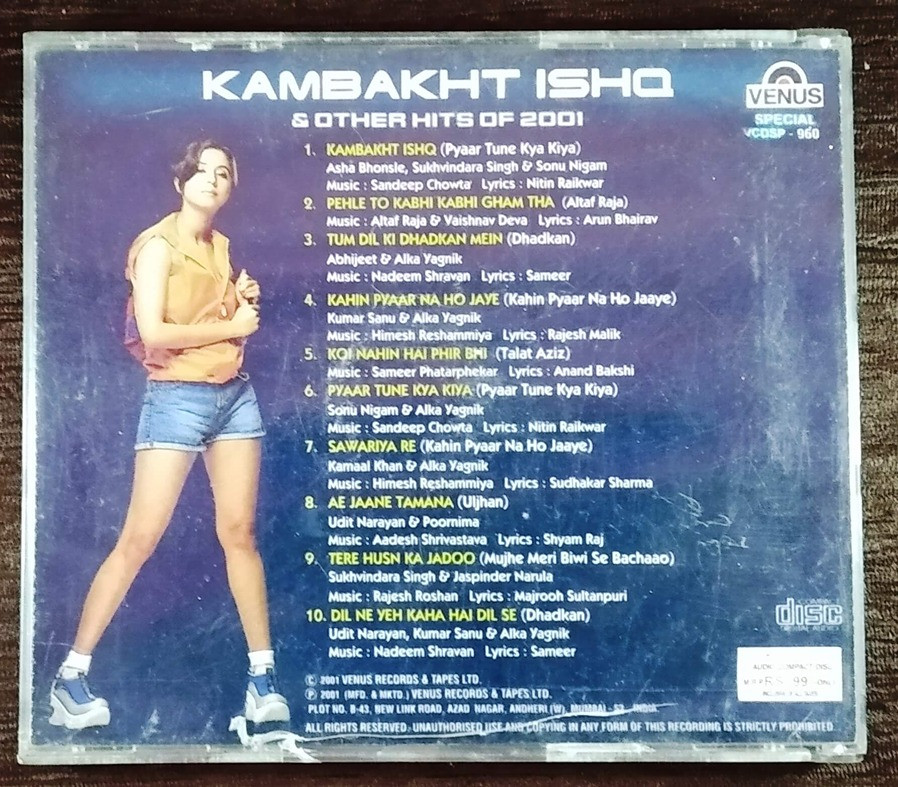 KAMBAKHT ISHQ
& OTHER HITS OF 2001
VENUS
SPECIAL
VCDSP - 960
1. KAMBAKHT ISHQ (Pyaar Tune Kya Kiya)
Asha Bhonsle, Sukhvindara Singh & Sonu Nigam
Music : Sandeep Chowta Lyrics : Nitin Raikwar
2. PEHLE TO KABHI KABHI GHAM THA (Altaf Raja)
Music : Altaf Raja & Vaishnav Deva Lyrics : Arun Bhairav
3. TUM DIL KI DHADKAN MEIN (Dhadkan)
Abhijeet & Alka Yagnik
Music : Nadeem Shravan Lyrics : Sameer
4. KAHIN PYAAR NA HO JAYE (Kahin Pyaar Na Ho Jaaye)
Kumar Sanu & Alka Yagnik
Music : Himesh Reshammiya Lyrics : Rajesh Malik
5. KOI NAHIN HAI PHIR BHI (Talat Aziz)
Music : Sameer Phatarphekar Lyrics : Anand Bakshi
6. PYAAR TUNE KYA KIYA (Pyaar Tune Kya Kiya)
Sonu Nigam & Alka Yagnik
Music : Sandeep Chowta Lyrics : Nitin Raikwar
7. SAWARIYA RE (Kahin Pyaar Na Ho Jaaye)
Kamaal Khan & Alka Yagnik
Music : Himesh Reshammiya Lyrics : Sudhakar Sharma
8. AE JAANE TAMANA (Uljhan)
Udit Narayan & Poornima
Music : Aadesh Shrivastava Lyrics : Shyam Raj
9. TERE HUSN KA JADOO (Mujhe Meri Biwi Se Bachaao)
Sukhvindara Singh & Jaspinder Narula
Music : Rajesh Roshan Lyrics : Majrooh Sultanpuri
10. DIL NE YEH KAHA HAI DIL SE (Dhadkan)
Udit Narayan, Kumar Sanu & Alka Yagnik
Music : Nadeem Shravan Lyrics : Sameer
COMPACT
disc
DIGITAL AUDIO
AUDIO COMPACT DISC
RS. 99
© 2001 VENUS RECORDS & TAPES LTD.
℗ 2001 (MFD. & MKTD.) VENUS RECORDS & TAPES LTD.
PLOT NO. B-43, NEW LINK ROAD, AZAD NAGAR, ANDHERI (W), MUMBAI - 53. INDIA
ALL RIGHTS RESERVED. UNAUTHORISED USE AND COPYING IN ANY FORM OF THIS RECORDING IS STRICTLY PROHIBITED